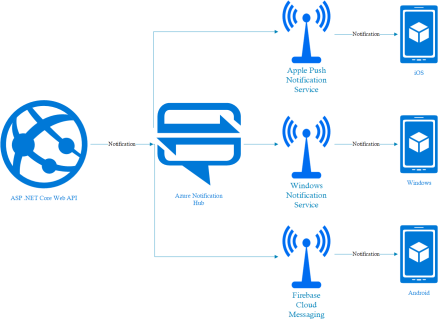 Notification
Apple Push
Notification
Service
iOS
Notification
ASP .NET Core Web API
Azure Notification
Hub
Notification
Windows
Notification
Service
Windows
Notification
Firebase
Cloud
Messaging
Android